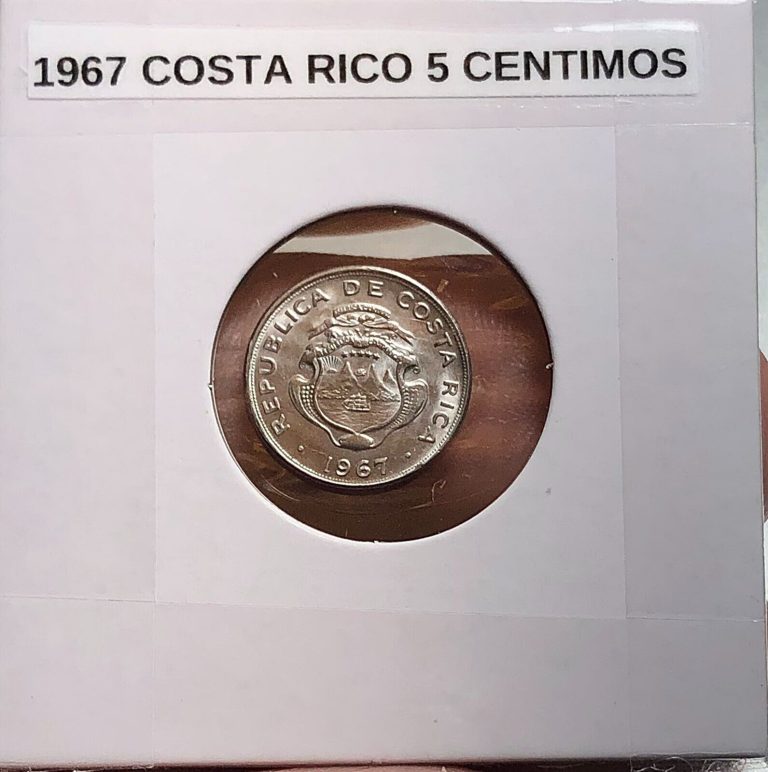 1967 COSTA RICO 5 CENTIMOS
REPUBLICA DE COSTA RICA
1967